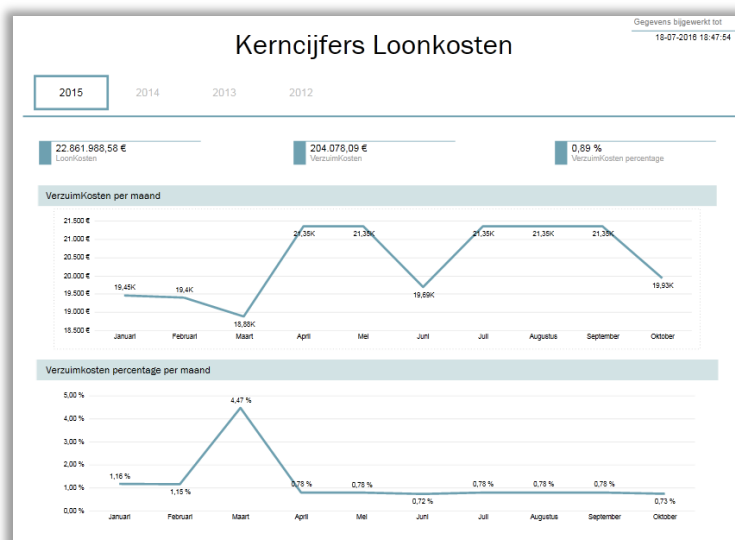 Gegevens bijgewerkt tot
18-07-2016 18:47:54
Kerncijfers Loonkosten
2015 2014 2013 2012
22.861.988,58 € 204.078,09 € 0,89 %
LoonKosten VerzuimKosten VerzuimKosten percentage
VerzuimKosten per maand
21.500 €
21.000 €
20.500 €
20.000 €
19.500 €
19.000 €
18.500 €
19,45K 19,4K 18,88K 21,35K 21,35K 19,69K 21,35K 21,35K 21,35K 19,93K
Januari Februari Maart April Mei Juni Juli Augustus September Oktober
Verzuimkosten percentage per maand
5,00 %
4,00 %
3,00 %
2,00 %
1,00 %
0,00 %
1,16 % 1,15 % 4,47 % 0,78 % 0,78 % 0,72 % 0,78 % 0,78 % 0,78 % 0,73 %
Januari Februari Maart April Mei Juni Juli Augustus September Oktober